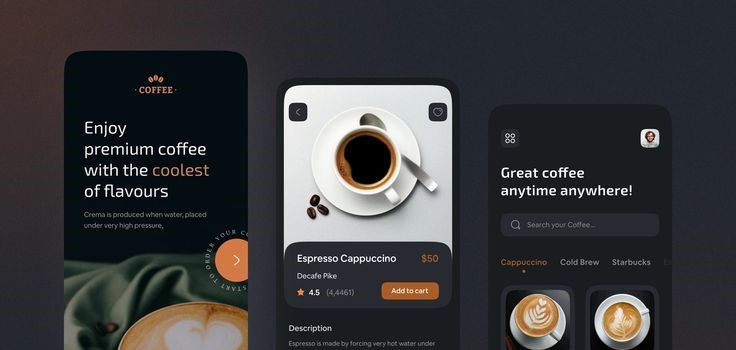 · COFFEE ·
Enjoy
premium coffee
with the coolest
of flavours
Crema is produced when water, placed
under very high pressure,
START TO ORDER YOUR CO
Espresso Cappuccino $50
Decafe Pike
4.5 (4,4461) Add to cart
Description
Espresso is made by forcing very hot water under
Great coffee
anytime anywhere!
Search your Coffee...
Cappuccino Cold Brew Starbucks